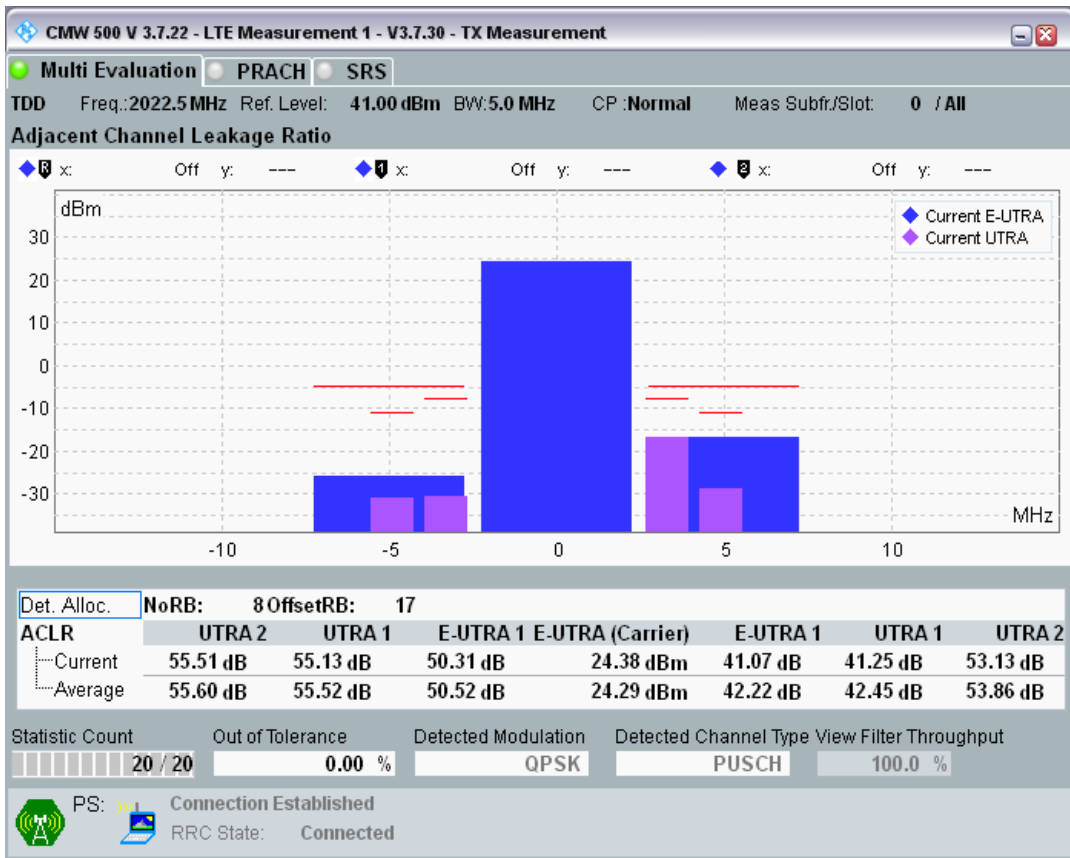 CMW 500 V 3.7.22 - LTE Measurement 1 - V3.7.30 - TX Measurement
Multi Evaluation PRACH SRS
TDD Freq.:2022.5 MHz Ref. Level: 41.00 dBm BW:5.0 MHz CP :Normal Meas Subfr./Slot: 0 / All
Adjacent Channel Leakage Ratio
R x: Off y: --- 1 x: Off y: --- 2 x: Off y: ---
dBm
Current E-UTRA
Current UTRA
30
20
10
0
-10
-20
-30
MHz
-10 -5 0 5 10
Det. Alloc. NoRB: 8 OffsetRB: 17
ACLR UTRA 2 UTRA 1 E-UTRA 1 E-UTRA (Carrier) E-UTRA 1 UTRA 1 UTRA 2
Current 55.51 dB 55.13 dB 50.31 dB 24.38 dBm 41.07 dB 41.25 dB 53.13 dB
Average 55.60 dB 55.52 dB 50.52 dB 24.29 dBm 42.22 dB 42.45 dB 53.86 dB
Statistic Count Out of Tolerance Detected Modulation Detected Channel Type View Filter Throughput
20 / 20 0.00 % QPSK PUSCH 100.0 %
PS: Connection Established
RRC State: Connected